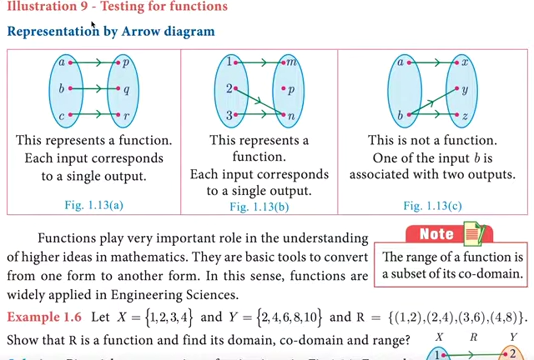 Illustration 9 - Testing for functions
Representation by Arrow diagram
a p
b q
c r
This represents a function.
Each input corresponds
to a single output.
Fig. 1.13(a)
1 m
2 p
3 n
This represents a
function.
Each input corresponds
to a single output.
Fig. 1.13(b)
a x
y
b z
This is not a function.
One of the input b is
associated with two outputs.
Fig. 1.13(c)
Functions play very important role in the understanding
of higher ideas in mathematics. They are basic tools to convert
from one form to another form. In this sense, functions are
widely applied in Engineering Sciences.
Note
The range of a function is
a subset of its co-domain.
Example 1.6 Let X = {1,2,3,4} and Y = {2,4,6,8,10} and R = {(1,2),(2,4),(3,6),(4,8)}.
Show that R is a function and find its domain, co-domain and range?
X R Y
1 2